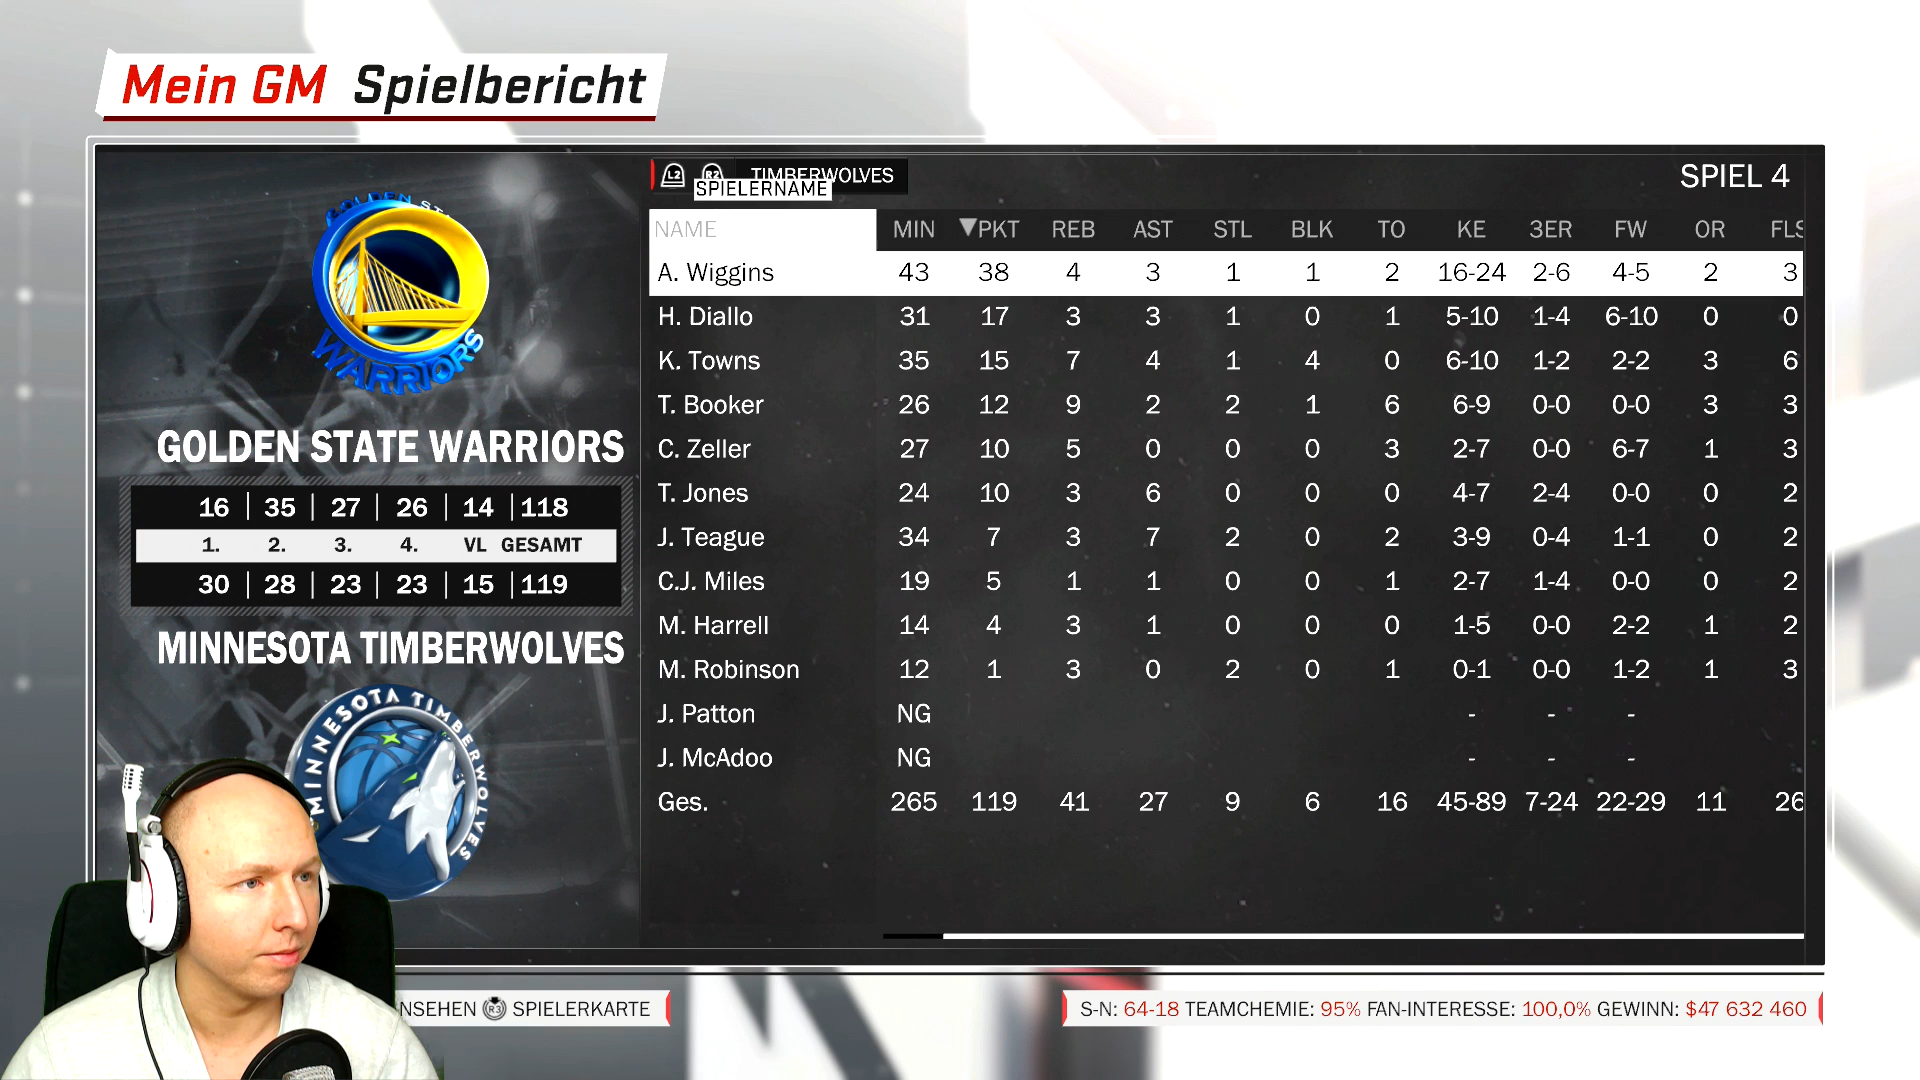 Mein GM Spielbericht
GOLDEN ST
WARRIORS
GOLDEN STATE WARRIORS
16 | 35 | 27 | 26 | 14 | 118
1. 2. 3. 4. VL GESAMT
30 | 28 | 23 | 23 | 15 | 119
MINNESOTA TIMBERWOLVES
MINNESOTA TIMBERWOLVES
L2 R2 TIMBERWOLVES
SPIELERNAME
SPIEL 4
NAME MIN ▼PKT REB AST STL BLK TO KE 3ER FW OR FLS
A. Wiggins 43 38 4 3 1 1 2 16-24 2-6 4-5 2 3
H. Diallo 31 17 3 3 1 0 1 5-10 1-4 6-10 0 0
K. Towns 35 15 7 4 1 4 0 6-10 1-2 2-2 3 6
T. Booker 26 12 9 2 2 1 6 6-9 0-0 0-0 3 3
C. Zeller 27 10 5 0 0 0 3 2-7 0-0 6-7 1 3
T. Jones 24 10 3 6 0 0 0 4-7 2-4 0-0 0 2
J. Teague 34 7 3 7 2 0 2 3-9 0-4 1-1 0 2
C.J. Miles 19 5 1 1 0 0 1 2-7 1-4 0-0 0 2
M. Harrell 14 4 3 1 0 0 0 1-5 0-0 2-2 1 2
M. Robinson 12 1 3 0 2 0 1 0-1 0-0 1-2 1 3
J. Patton NG - - -
J. McAdoo NG - - -
Ges. 265 119 41 27 9 6 16 45-89 7-24 22-29 11 26
NSEHEN R3 SPIELERKARTE
S-N: 64-18 TEAMCHEMIE: 95% FAN-INTERESSE: 100,0% GEWINN: $47 632 460